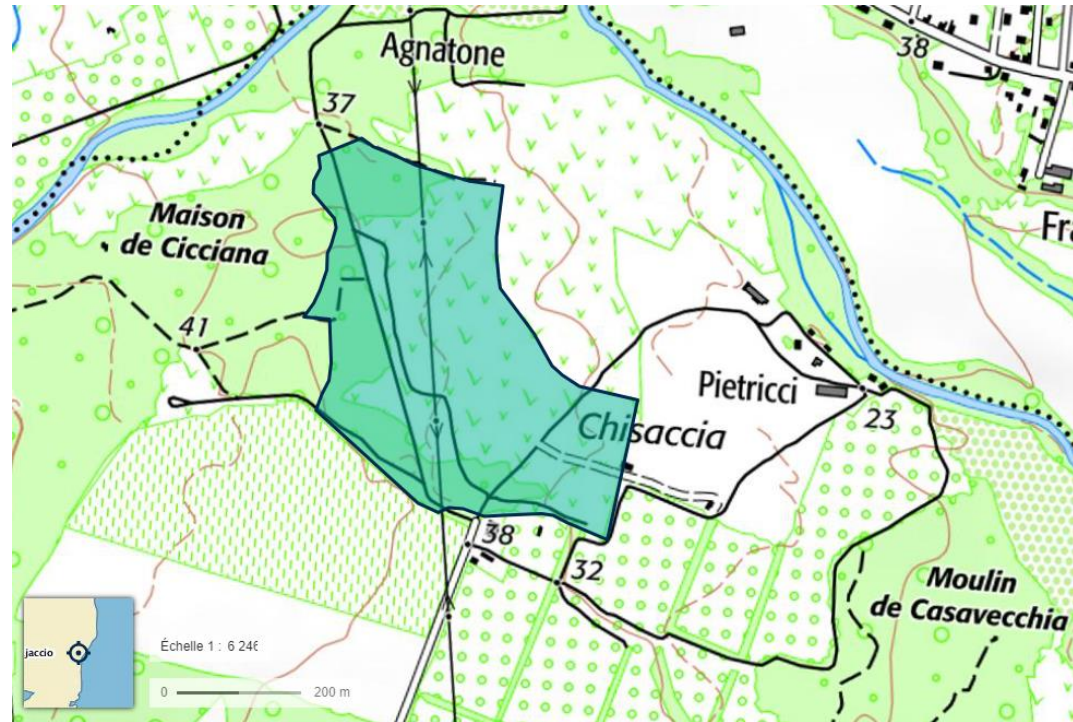 Agnatone
38
37
Maison
de Cicciana
Fra
41
Pietricci
Chisaccia
23
38
32
Moulin
de Casavecchia
jaccio
Échelle 1 : 6 246
0
200 m